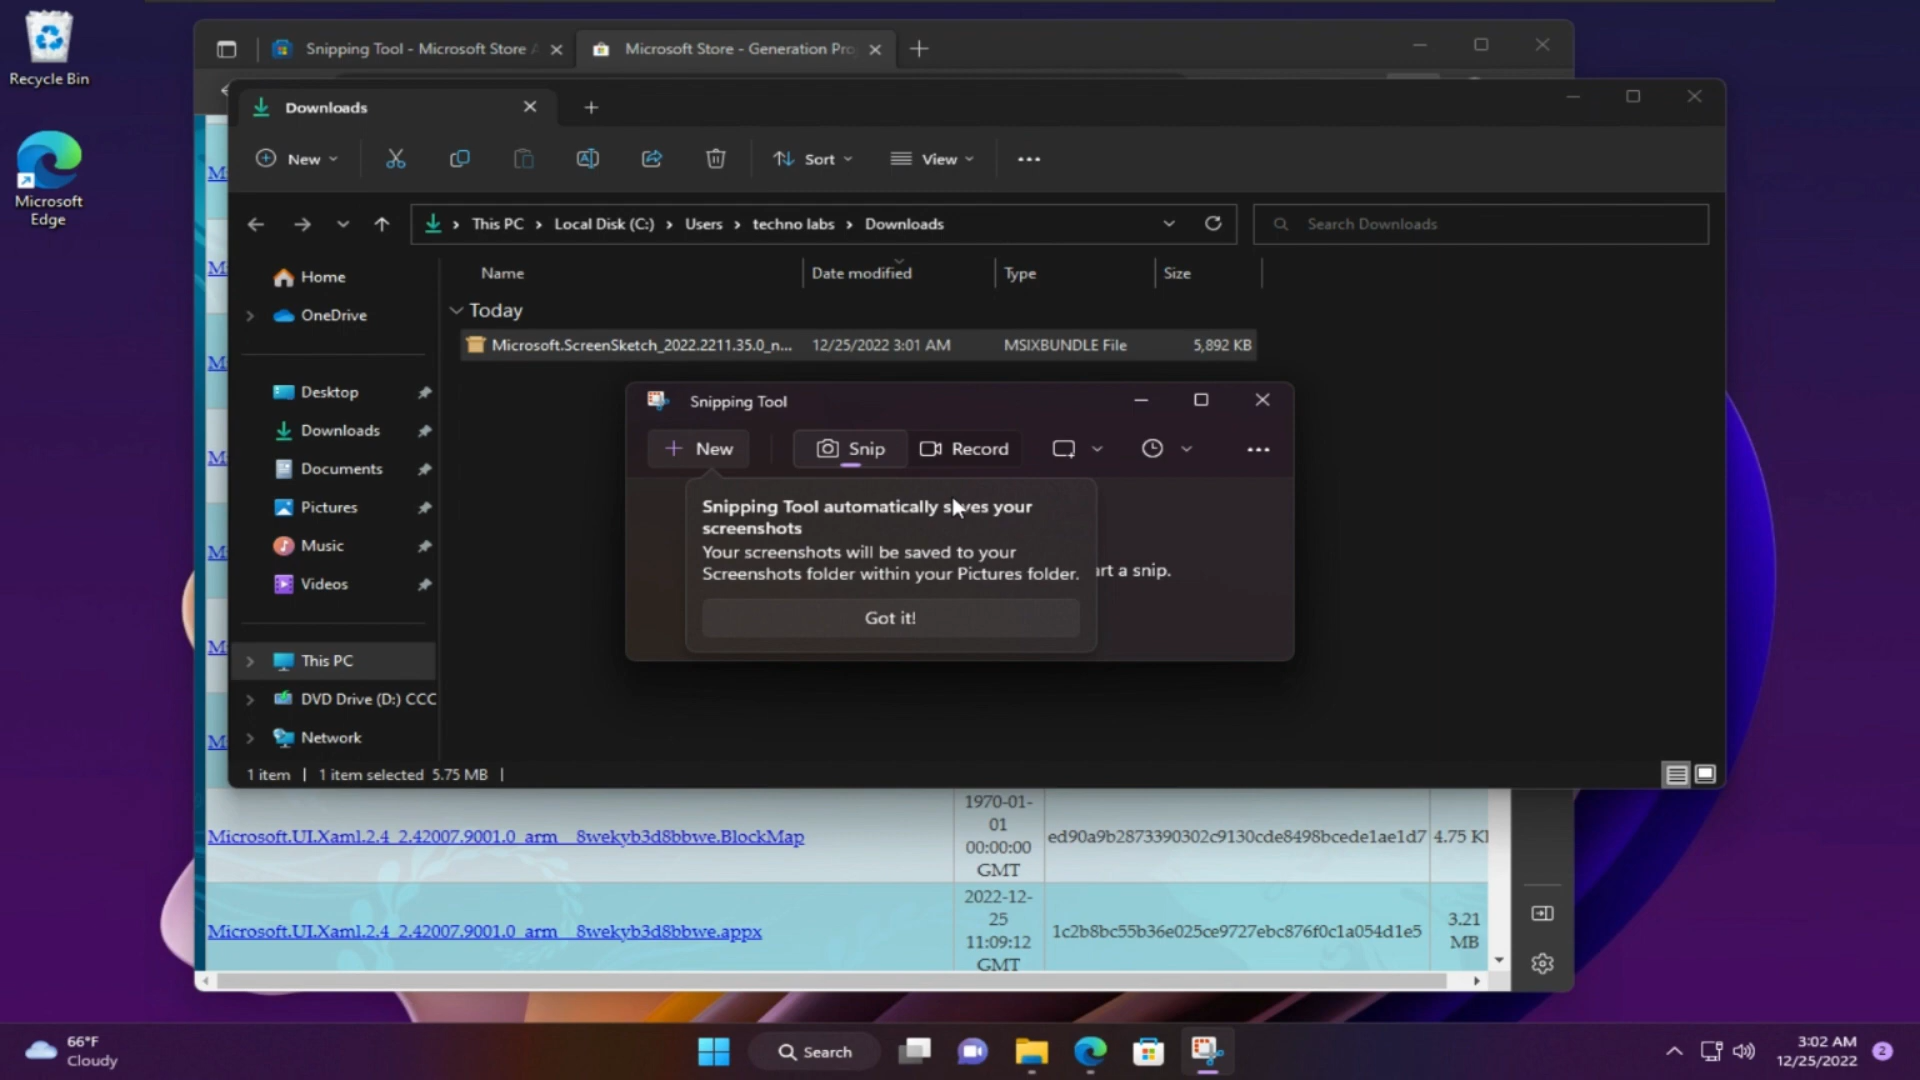 Recycle Bin
Microsoft
Edge
Snipping Tool - Microsoft Store
Microsoft Store - Generation Pro
Downloads
New
Sort
View
This PC > Local Disk (C:) > Users > techno labs > Downloads
Search Downloads
Name
Date modified
Type
Size
Home
OneDrive
Desktop
Downloads
Documents
Pictures
Music
Videos
This PC
DVD Drive (D:) CCC
Network
Today
Microsoft.ScreenSketch_2022.2211.35.0_n...
12/25/2022 3:01 AM
MSIXBUNDLE File
5,892 KB
Snipping Tool
New
Snip
Record
Snipping Tool automatically saves your
screenshots
Your screenshots will be saved to your
Screenshots folder within your Pictures folder.
Got it!
art a snip.
1 item
1 item selected 5.75 MB
Microsoft.UI.Xaml.2.4_2.42007.9001.0_arm__8wekyb3d8bbwe.BlockMap
1970-01-
01
00:00:00
GMT
ed90a9b2873390302c9130cde8498bcede1ae1d7
4.75 K
Microsoft.UI.Xaml.2.4_2.42007.9001.0_arm__8wekyb3d8bbwe.appx
2022-12-
25
11:09:12
GMT
1c2b8bc55b36e025ce9727ebc876f0c1a054d1e5
3.21
MB
66°F
Cloudy
Search
3:02 AM
12/25/2022
2